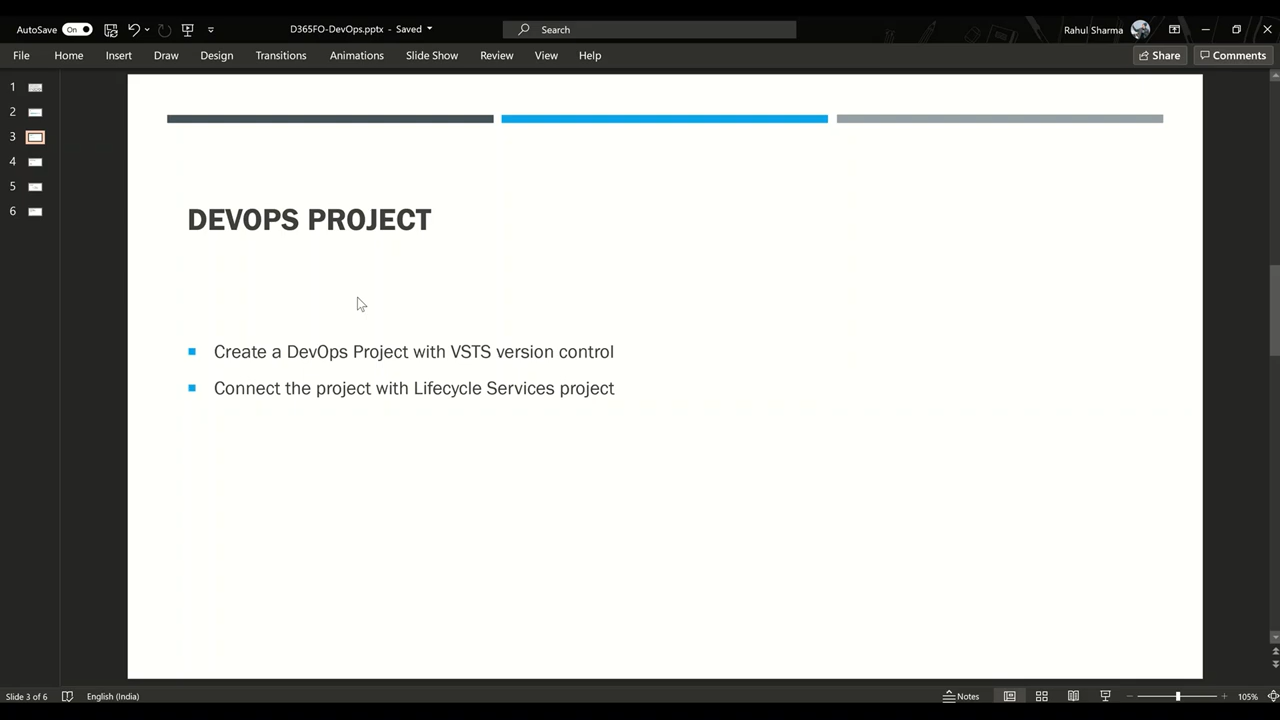 AutoSave On D365FO-DevOps.pptx - Saved Search Rahul Sharma
File Home Insert Draw Design Transitions Animations Slide Show Review View Help Share Comments
1
2
3
4
5
6
DEVOPS PROJECT
Create a DevOps Project with VSTS version control
Connect the project with Lifecycle Services project
Slide 3 of 6 English (India) Notes 105%